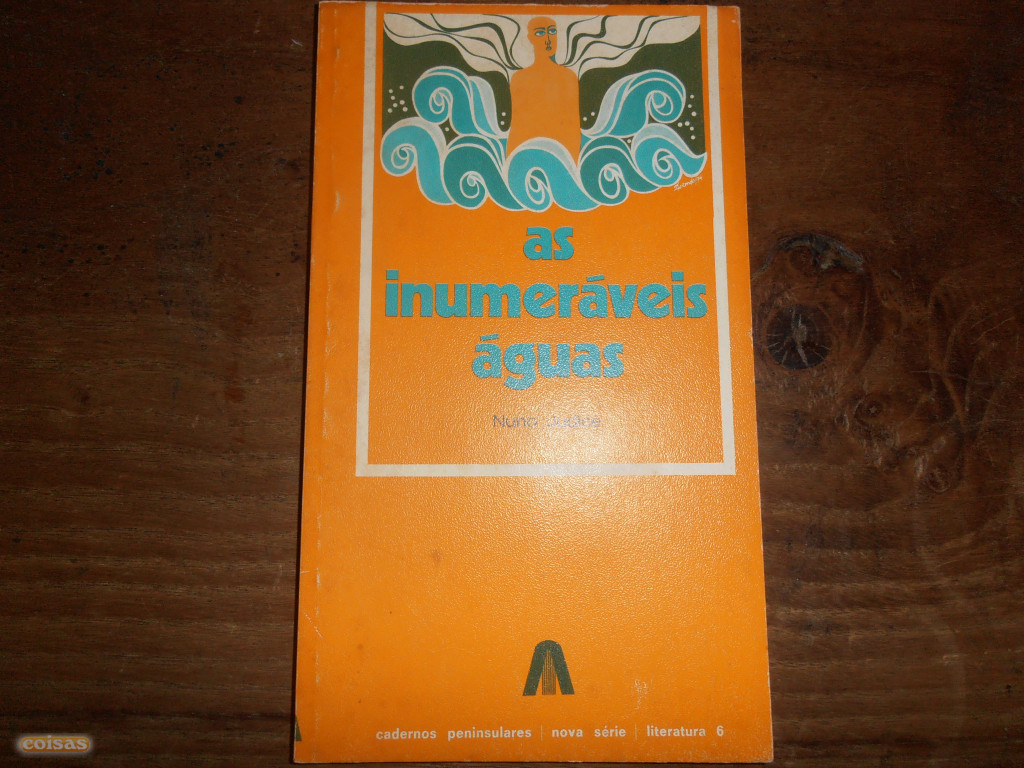 as
inumeráveis
águas
Nuno Júdice
cadernos peninsulares | nova série | literatura 6
coisas